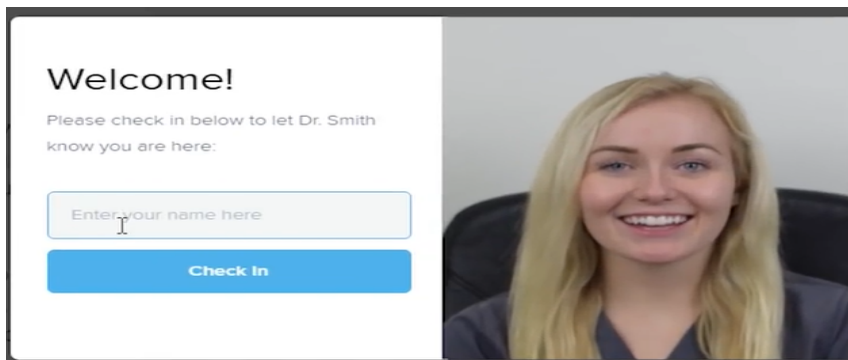 Welcome!
Please check in below to let Dr. Smith
know you are here:
Enter your name here
Check In